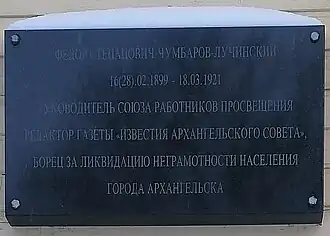 ФЕДОР СТЕПАНОВИЧ ЧУМБАРОВ-ЛУЧИНСКИЙ
16(28).02.1899 - 18.03.1921
РУКОВОДИТЕЛЬ СОЮЗА РАБОТНИКОВ ПРОСВЕЩЕНИЯ
РЕДАКТОР ГАЗЕТЫ «ИЗВЕСТИЯ АРХАНГЕЛЬСКОГО СОВЕТА»,
БОРЕЦ ЗА ЛИКВИДАЦИЮ НЕГРАМОТНОСТИ НАСЕЛЕНИЯ
ГОРОДА АРХАНГЕЛЬСКА